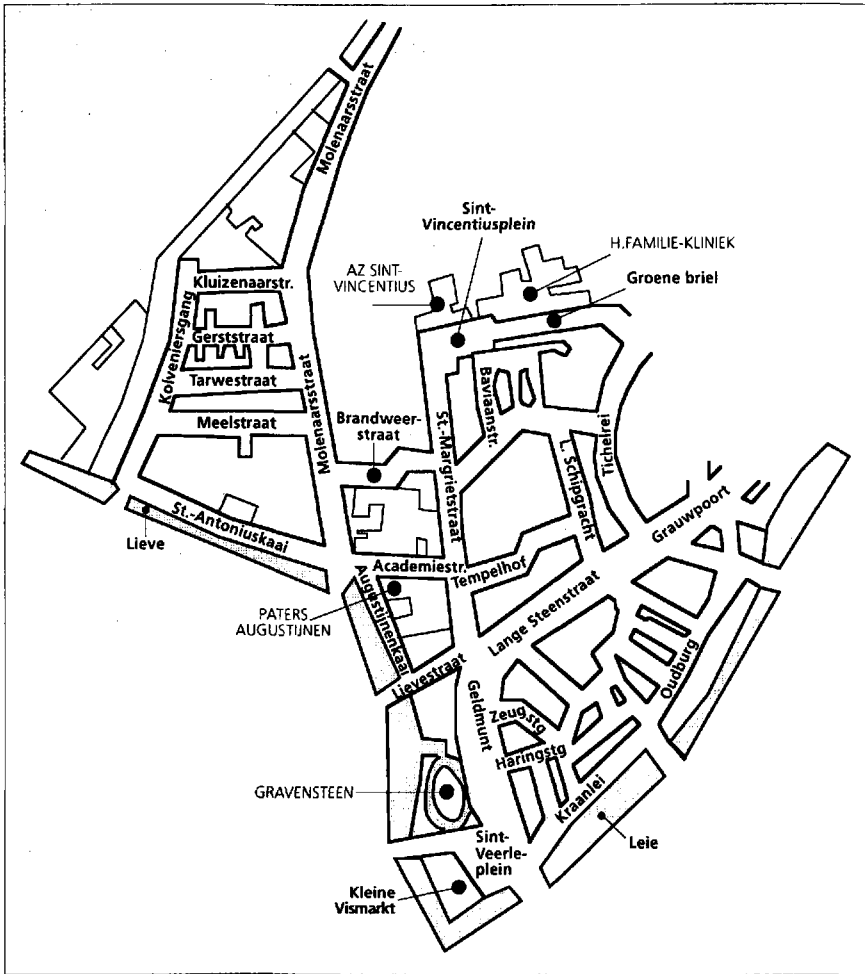 Molenaarsstraat
Sint-
Vincentiusplein
H.FAMILIE-KLINIEK
AZ SINT-
VINCENTIUS
Groene briel
Kluizenaarstr.
Kolveniersgang
Gerststraat
Tarwestraat
Meelstraat
Molenaarsstraat
Brandweer-
straat
St.-Margrietstraat
Baviaanstr.
L. Schipgracht
Tichelrei
Grauwpoort
St.-Antoniuskaai
Lieve
Academiestr.
Tempelhof
Augustijnenkaai
PATERS
AUGUSTIJNEN
Lange Steenstraat
Lievestraat
Geldmunt
Zeugstg
Haringstg
Oudburg
Kraanlei
GRAVENSTEEN
Leie
Sint-
Veerle-
plein
Kleine
Vismarkt